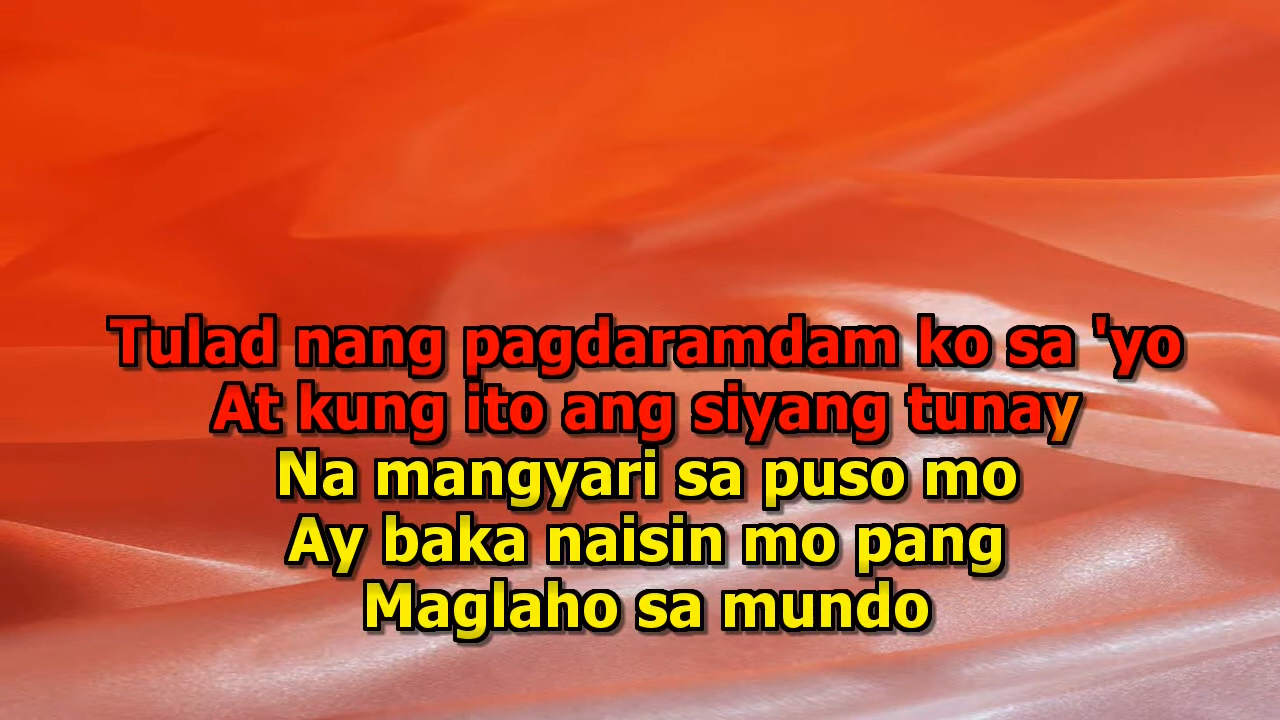 Tulad nang pagdaramdam ko sa 'yo
At kung ito ang siyang tunay
Na mangyari sa puso mo
Ay baka naisin mo pang
Maglaho sa mundo